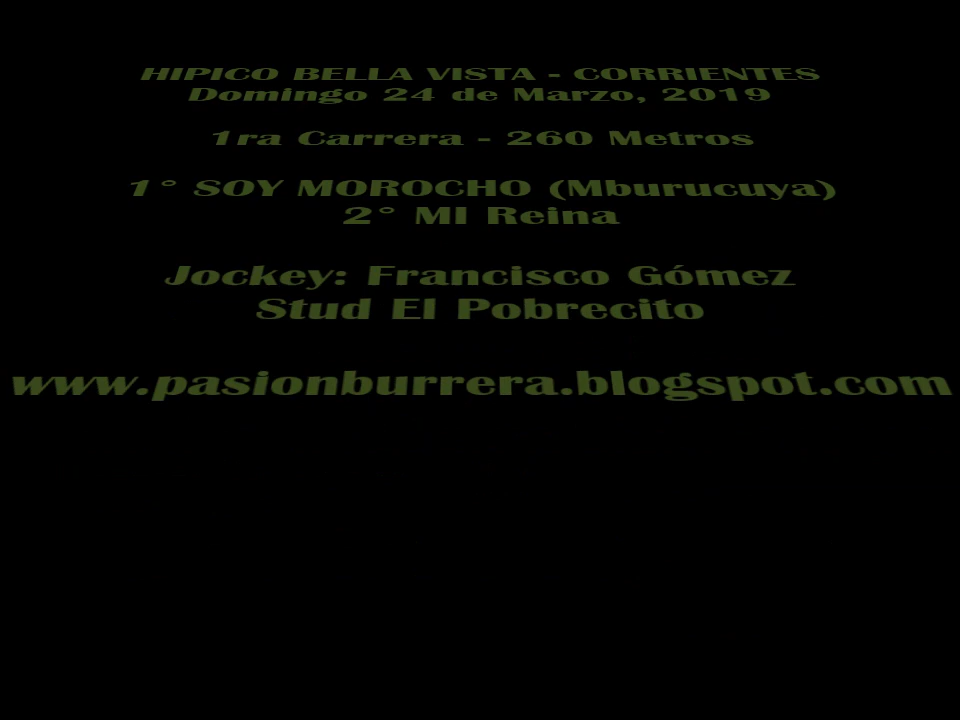 HIPICO BELLA VISTA - CORRIENTES
Domingo 24 de Marzo, 2019
1ra Carrera - 260 Metros
1° SOY MOROCHO (Mburucuya)
2° MI Reina
Jockey: Francisco Gómez
Stud El Pobrecito
www.pasionburrera.blogspot.com